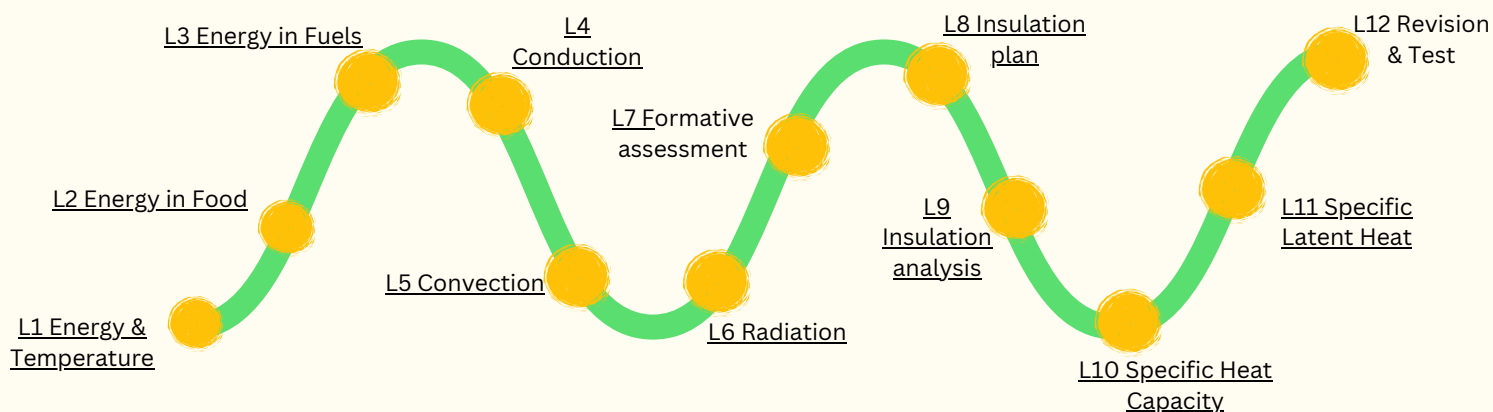 L1 Energy &
Temperature
L2 Energy in Food
L3 Energy in Fuels
L4
Conduction
L5 Convection
L6 Radiation
L7 Formative
assessment
L8 Insulation
plan
L9
Insulation
analysis
L10 Specific Heat
Capacity
L11 Specific
Latent Heat
L12 Revision
& Test